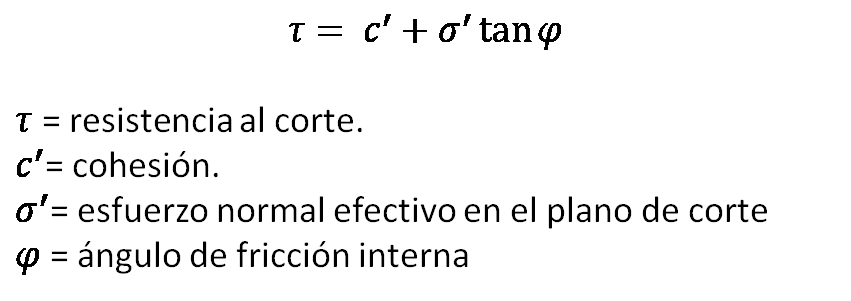 τ = c′ + σ′ tan φ
τ = resistencia al corte.
c′= cohesión.
σ′= esfuerzo normal efectivo en el plano de corte
φ = ángulo de fricción interna